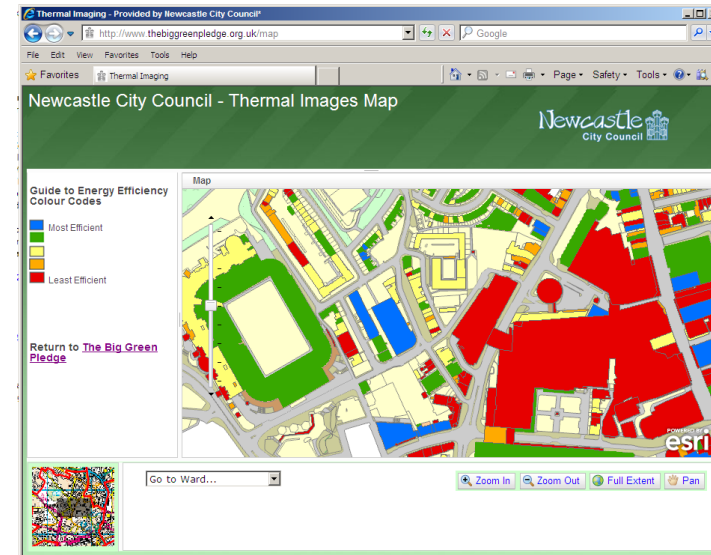 Thermal Imaging - Provided by Newcastle City Council*
http://www.thebiggreenpledge.org.uk/map
Google
File Edit View Favorites Tools Help
Favorites Thermal Imaging Page Safety Tools
Newcastle City Council - Thermal Images Map
Newcastle
City Council
Map
Guide to Energy Efficiency
Colour Codes
Most Efficient
Least Efficient
Return to The Big Green
Pledge
POWERED BY
esri
Go to Ward... Zoom In Zoom Out Full Extent Pan